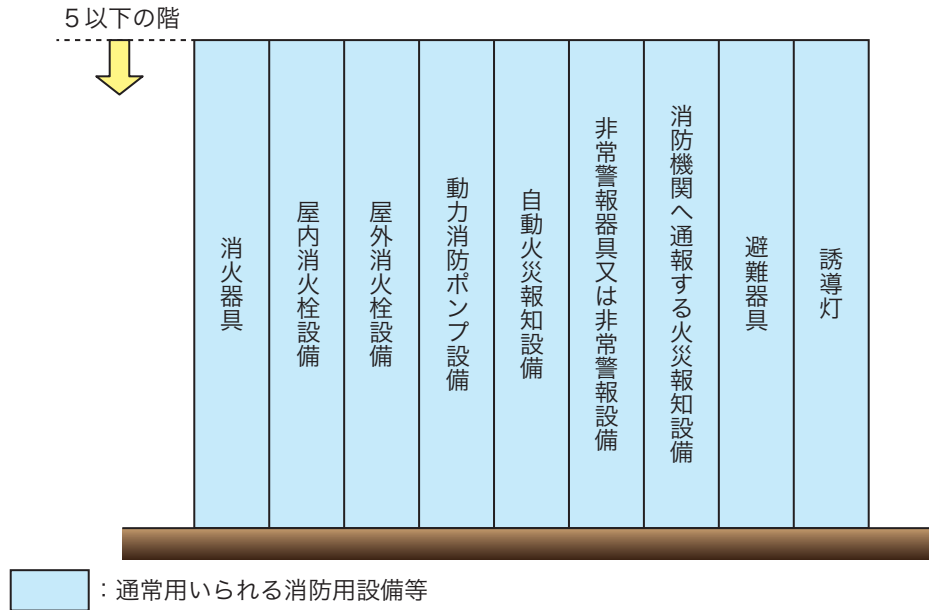 ５以下の階
消火器具
屋内消火栓設備
屋外消火栓設備
動力消防ポンプ設備
自動火災報知設備
非常警報器具又は非常警報設備
消防機関へ通報する火災報知設備
避難器具
誘導灯
：通常用いられる消防用設備等